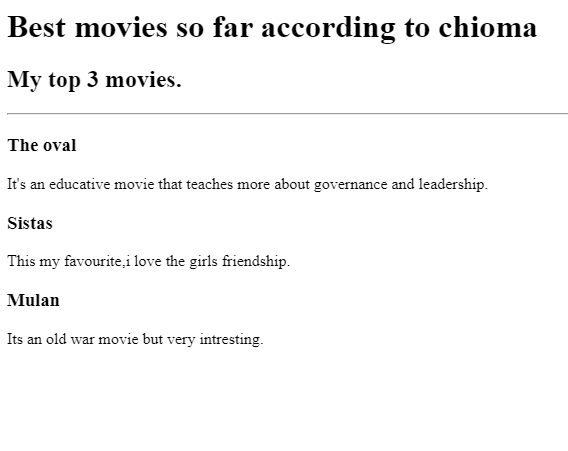 Best movies so far according to chioma
My top 3 movies.
The oval
It's an educative movie that teaches more about governance and leadership.
Sistas
This my favourite,i love the girls friendship.
Mulan
Its an old war movie but very intresting.